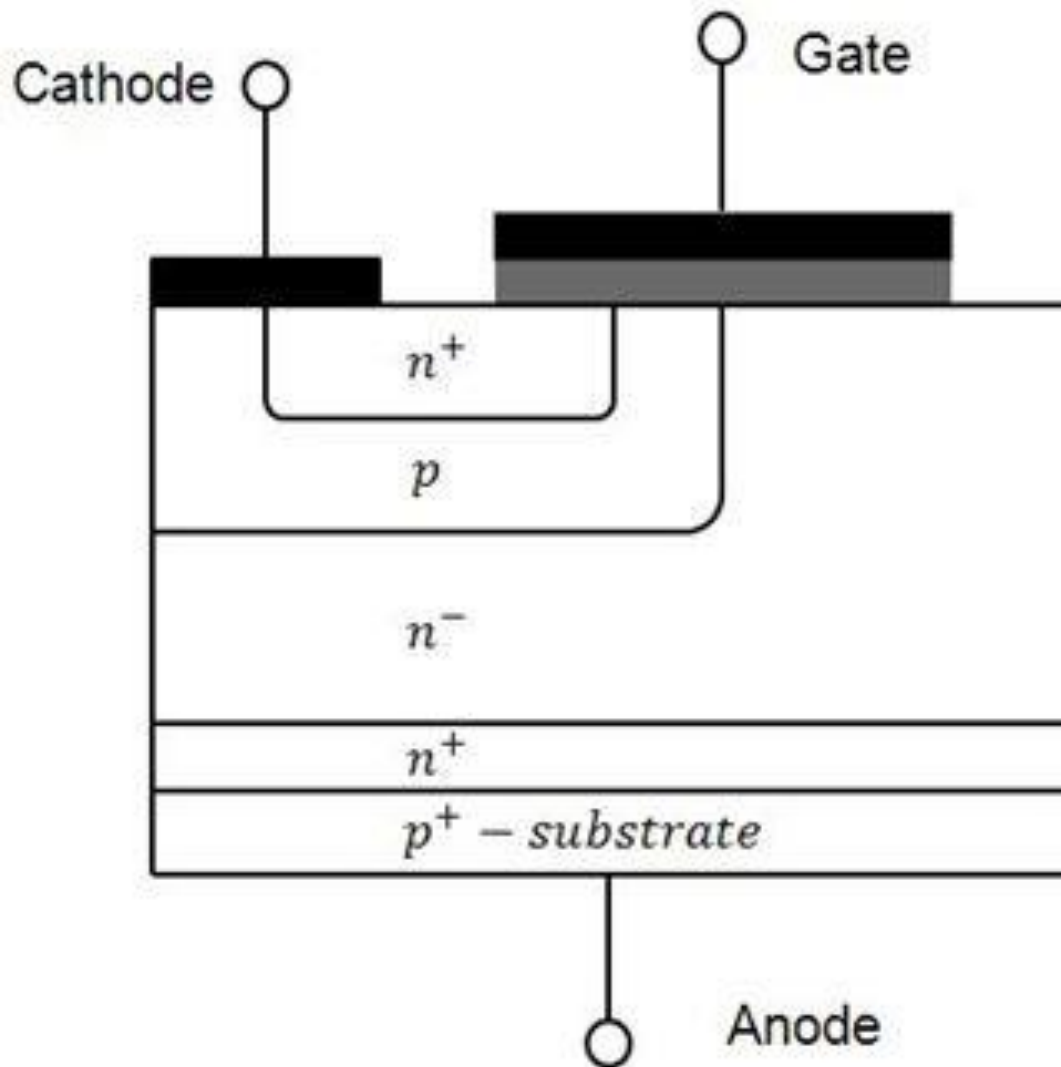 Cathode
Gate
n⁺
p
n⁻
n⁺
p⁺ − substrate
Anode